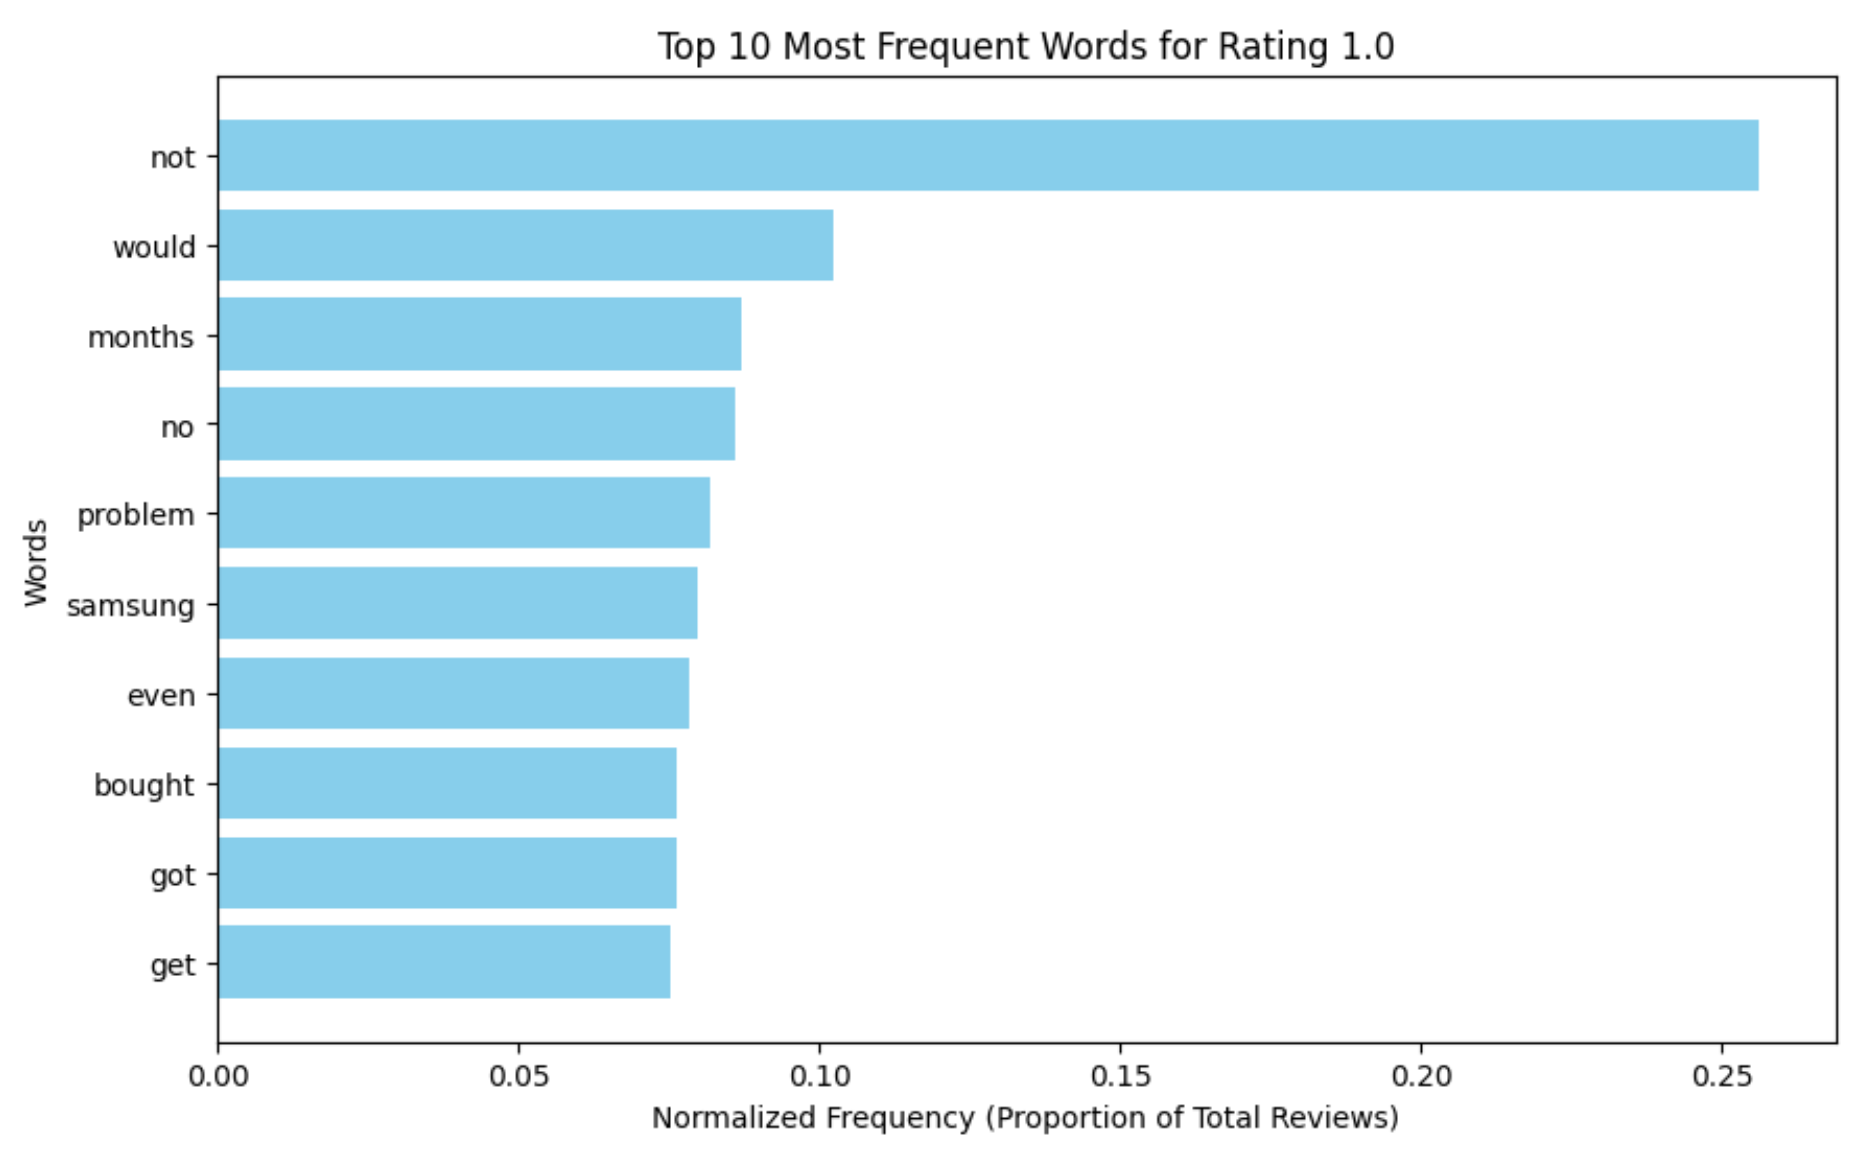 Top 10 Most Frequent Words for Rating 1.0
Words
not
would
months
no
problem
samsung
even
bought
got
get
0.00 0.05 0.10 0.15 0.20 0.25
Normalized Frequency (Proportion of Total Reviews)